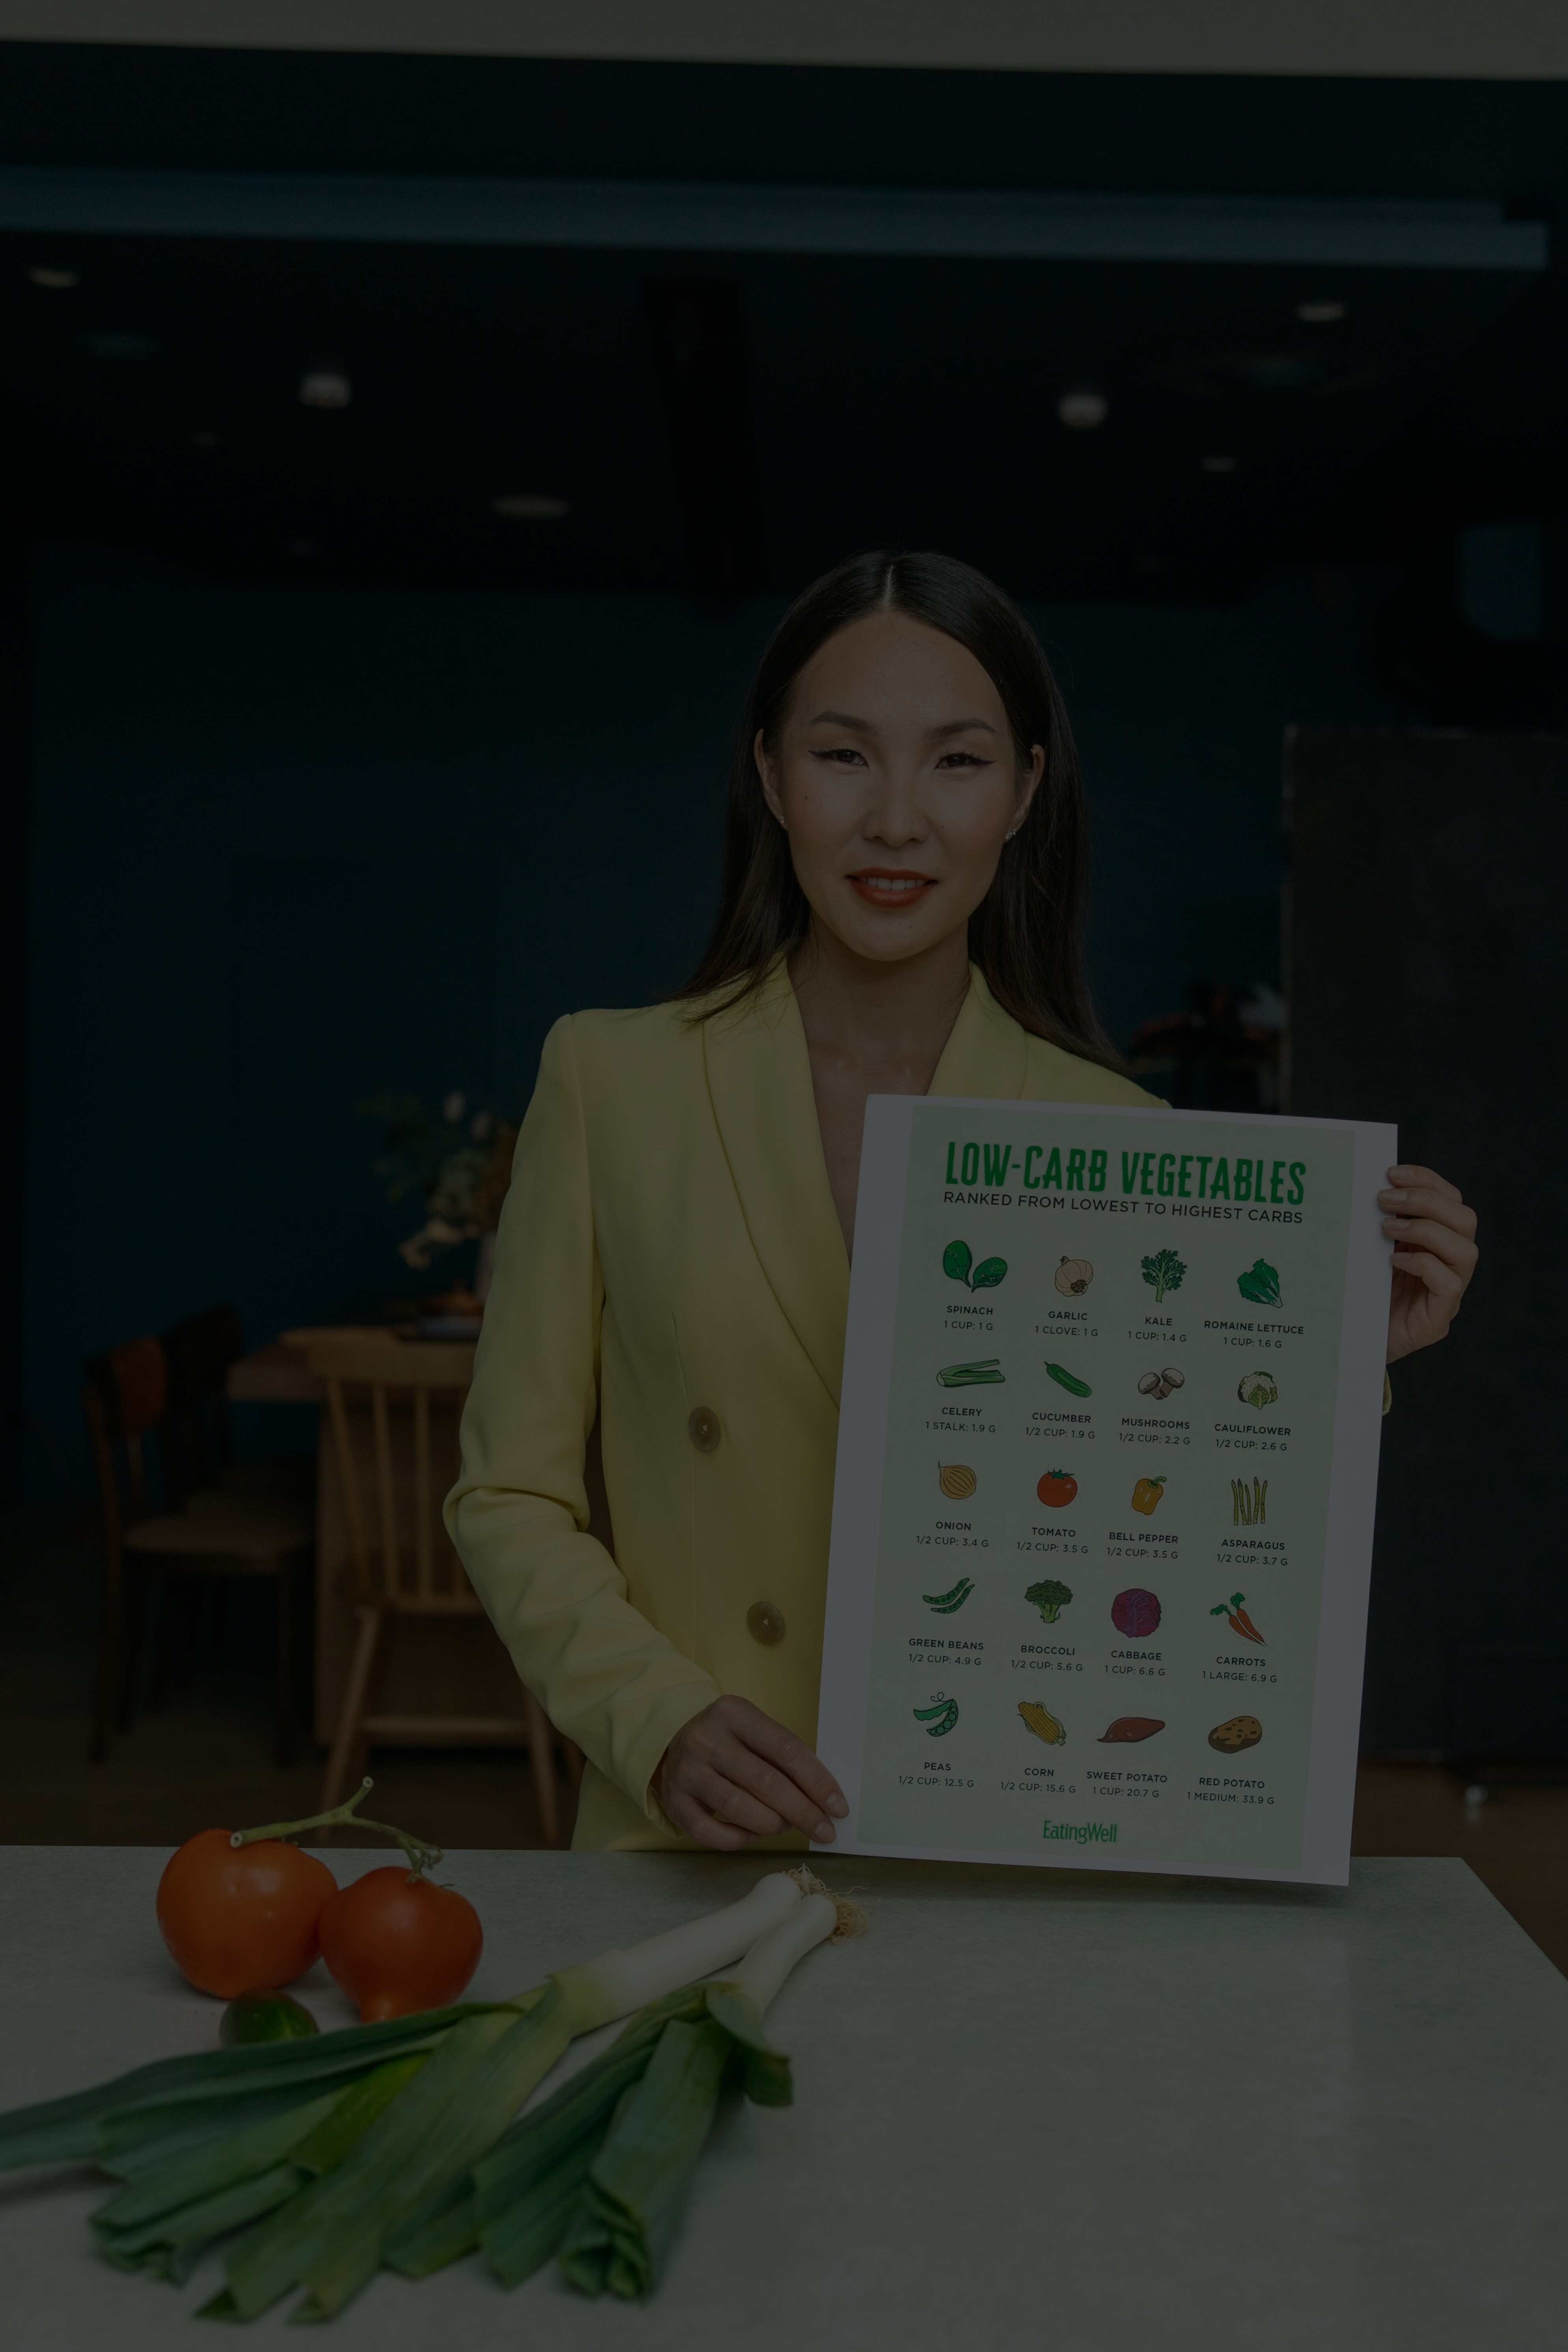 LOW-CARB VEGETABLES
RANKED FROM LOWEST TO HIGHEST CARBS
SPINACH
1 CUP: 1 G
GARLIC
1 CLOVE: 1 G
KALE
1 CUP: 1.4 G
ROMAINE LETTUCE
1 CUP: 1.6 G
CELERY
1 STALK: 1.9 G
CUCUMBER
1/2 CUP: 1.9 G
MUSHROOMS
1/2 CUP: 2.2 G
CAULIFLOWER
1/2 CUP: 2.6 G
ONION
1/2 CUP: 3.4 G
TOMATO
1/2 CUP: 3.5 G
BELL PEPPER
1/2 CUP: 3.5 G
ASPARAGUS
1/2 CUP: 3.7 G
GREEN BEANS
1/2 CUP: 4.9 G
BROCCOLI
1/2 CUP: 5.6 G
CABBAGE
1 CUP: 6.6 G
CARROTS
1 LARGE: 6.9 G
PEAS
1/2 CUP: 12.5 G
CORN
1/2 CUP: 15.6 G
SWEET POTATO
1 CUP: 20.7 G
RED POTATO
1 MEDIUM: 33.9 G
EatingWell